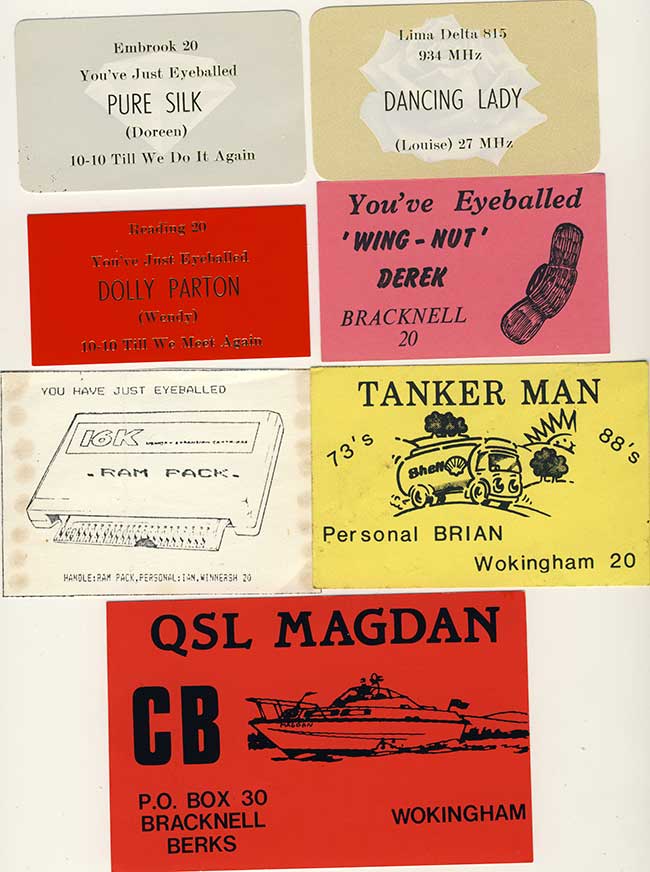 Embrook 20
You've Just Eyeballed
PURE SILK
(Doreen)
10-10 Till We Do It Again
Lima Delta 815
934 MHz
DANCING LADY
(Louise) 27 MHz
Reading 20
You've Just Eyeballed
DOLLY PARTON
(Wendy)
10-10 Till We Meet Again
You've Eyeballed
'WING-NUT'
DEREK
BRACKNELL
20
YOU HAVE JUST EYEBALLED
16K MEMORY EXPANSION CARTRIDGE
-RAM PACK-
HANDLE:RAM PACK,PERSONAL:IAN,WINNERSH 20
TANKER MAN
73's
88's
Shell
Personal BRIAN
Wokingham 20
QSL MAGDAN
CB
MAGDAN
P.O. BOX 30
BRACKNELL
BERKS
WOKINGHAM